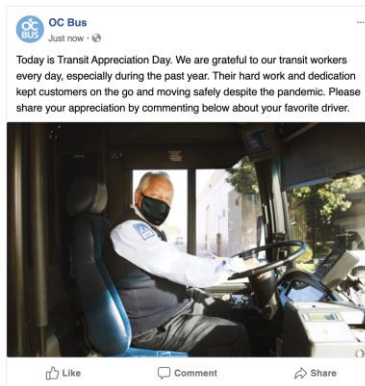 OC Bus
Just now
Today is Transit Appreciation Day. We are grateful to our transit workers
every day, especially during the past year. Their hard work and dedication
kept customers on the go and moving safely despite the pandemic. Please
share your appreciation by commenting below about your favorite driver.
Like
Comment
Share